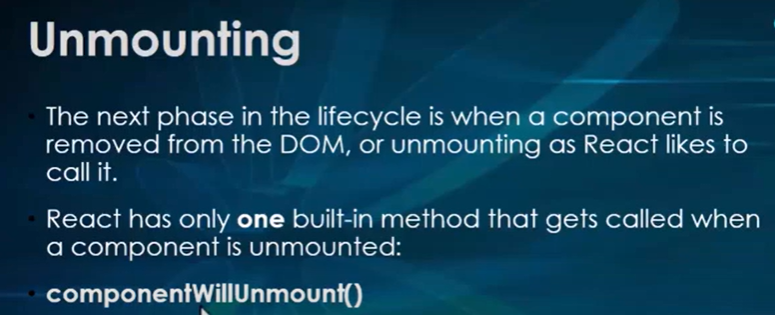 Unmounting
The next phase in the lifecycle is when a component is
removed from the DOM, or unmounting as React likes to
call it.
React has only one built-in method that gets called when
a component is unmounted:
componentWillUnmount()